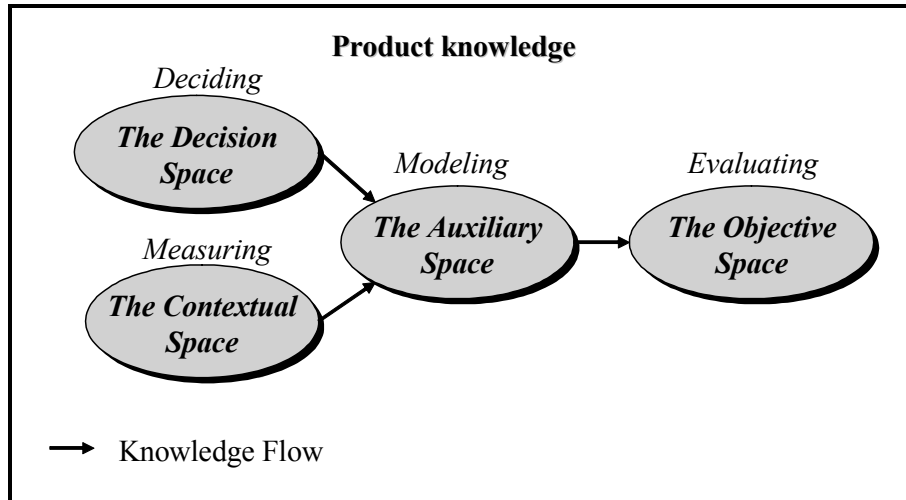 Product knowledge
Deciding
The Decision
Space
Measuring
The Contextual
Space
Modeling
The Auxiliary
Space
Evaluating
The Objective
Space
Knowledge Flow